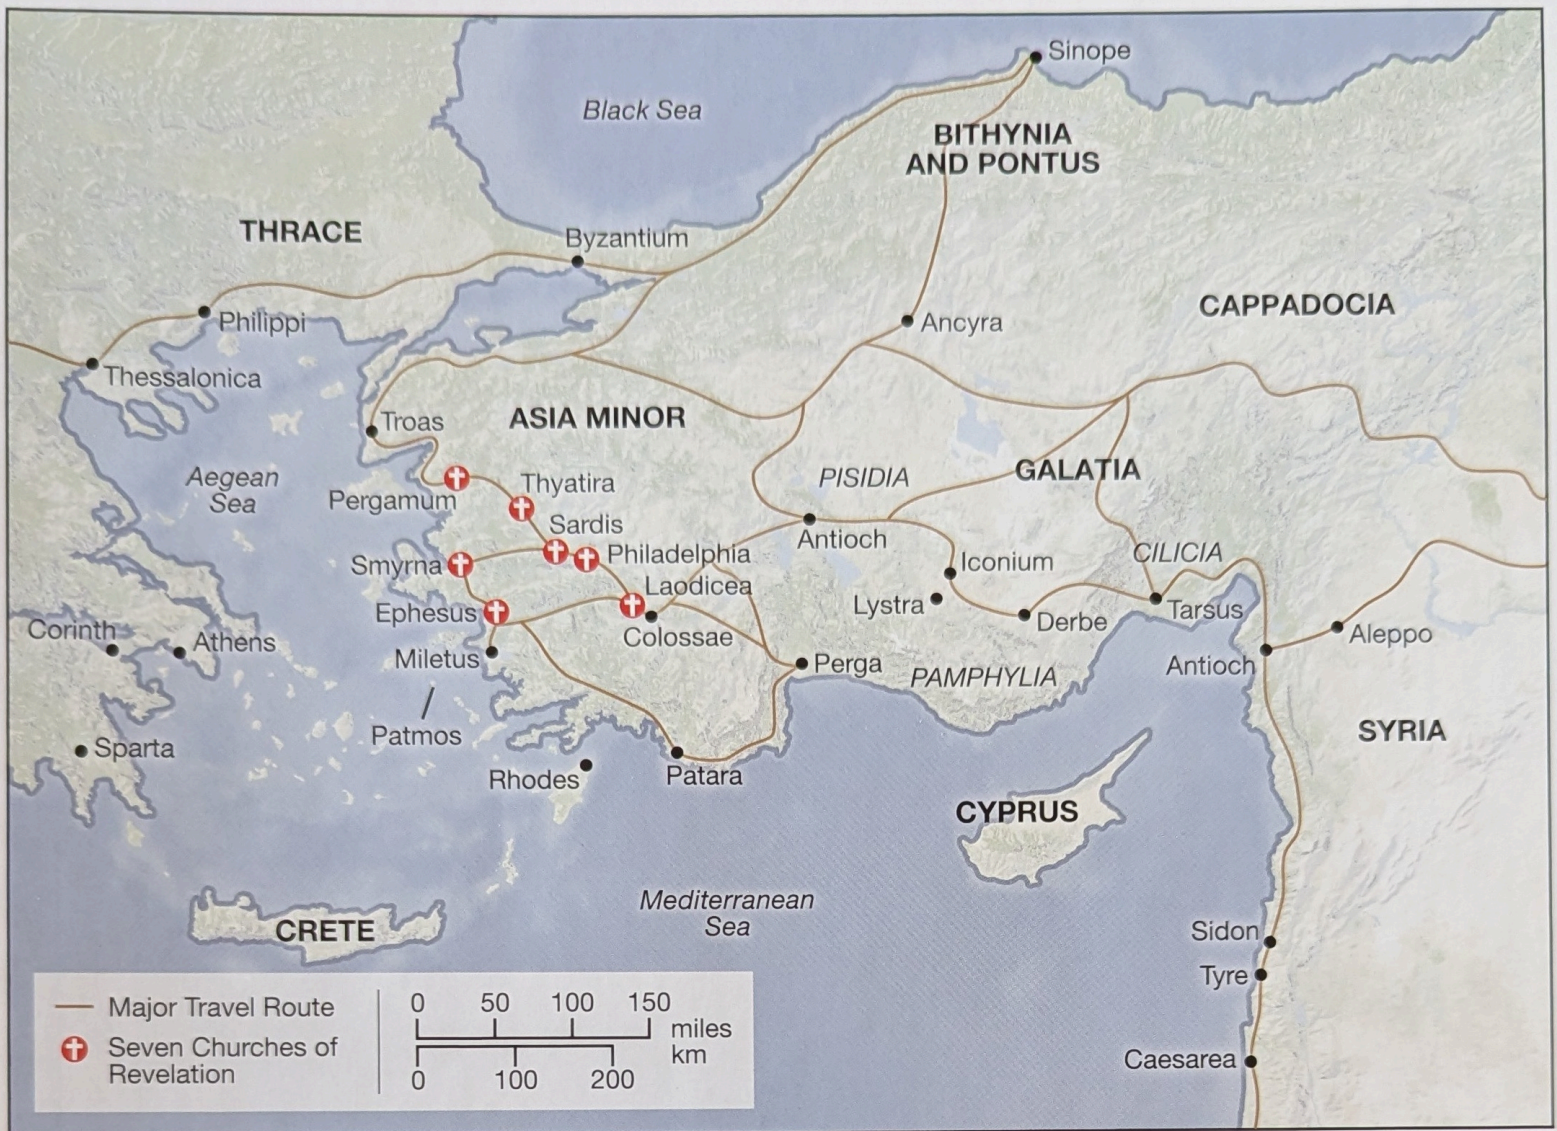 Sinope
Black Sea
BITHYNIA
AND PONTUS
THRACE
Byzantium
CAPPADOCIA
Philippi
Ancyra
Thessalonica
Troas
ASIA MINOR
Aegean
Sea
PISIDIA
GALATIA
Thyatira
Pergamum
Sardis
Antioch
Philadelphia
CILICIA
Smyrna
Iconium
Laodicea
Lystra
Tarsus
Ephesus
Derbe
Corinth
Athens
Colossae
Aleppo
Miletus
Perga
Antioch
PAMPHYLIA
Patmos
SYRIA
Sparta
Rhodes
Patara
CYPRUS
Mediterranean
Sea
CRETE
Sidon
Tyre
Caesarea
Major Travel Route
Seven Churches of
Revelation
0 50 100 150
miles
km
0 100 200